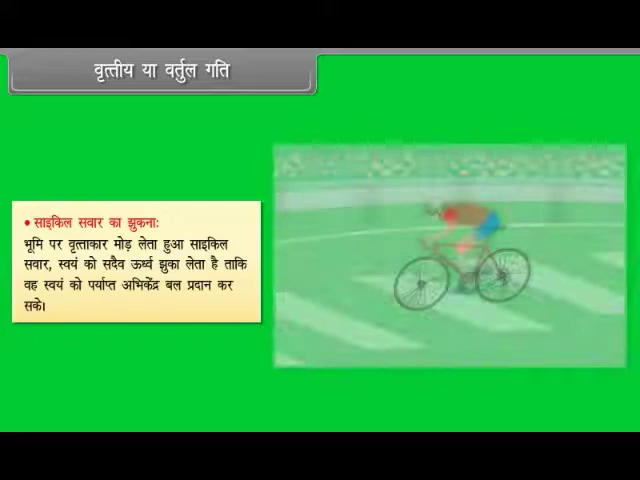 वृत्तीय या वर्तुल गति
• साइकिल सवार का झुकनाः
भूमि पर वृत्ताकार मोड़ लेता हुआ साइकिल
सवार, स्वयं को सदैव ऊर्ध्व झुका लेता है ताकि
वह स्वयं को पर्याप्त अभिकेंद्र बल प्रदान कर
सके।